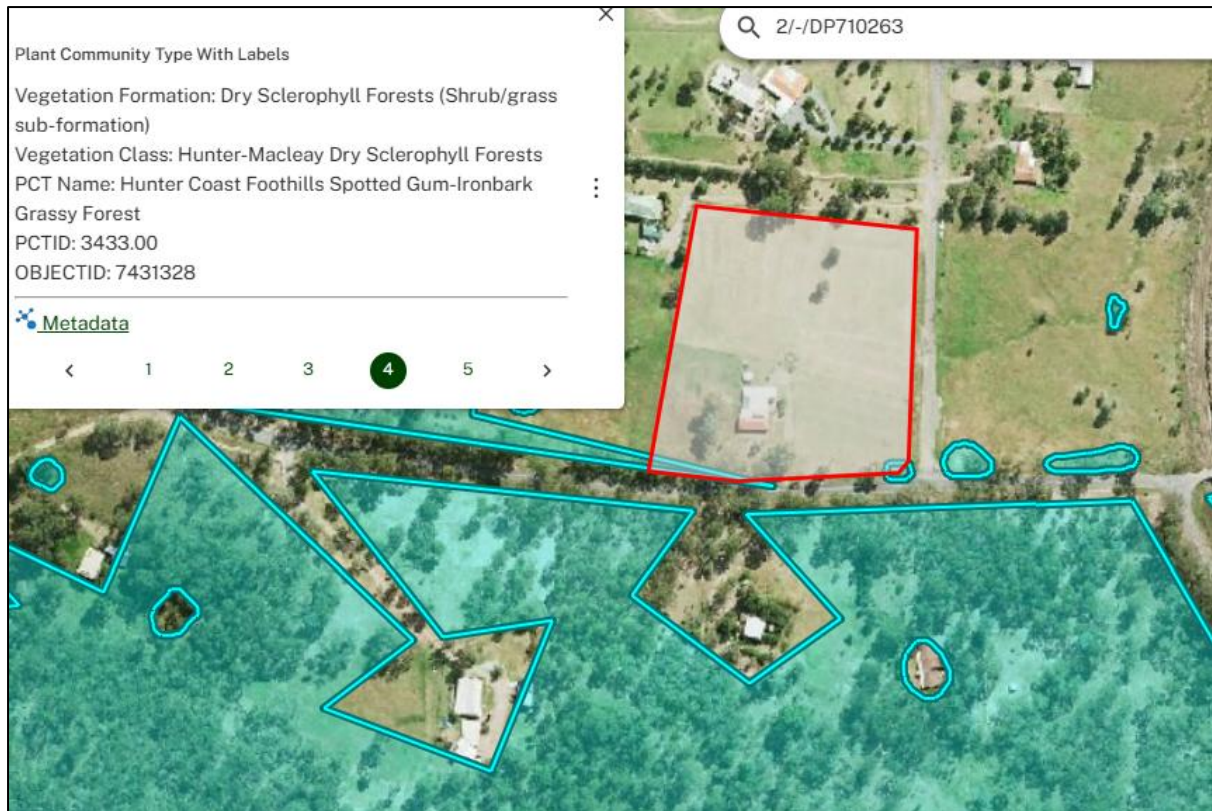 2/-/DP710263
Plant Community Type With Labels
Vegetation Formation: Dry Sclerophyll Forests (Shrub/grass
sub-formation)
Vegetation Class: Hunter-Macleay Dry Sclerophyll Forests
PCT Name: Hunter Coast Foothills Spotted Gum-Ironbark
Grassy Forest
PCTID: 3433.00
OBJECTID: 7431328
Metadata
1 2 3 4 5